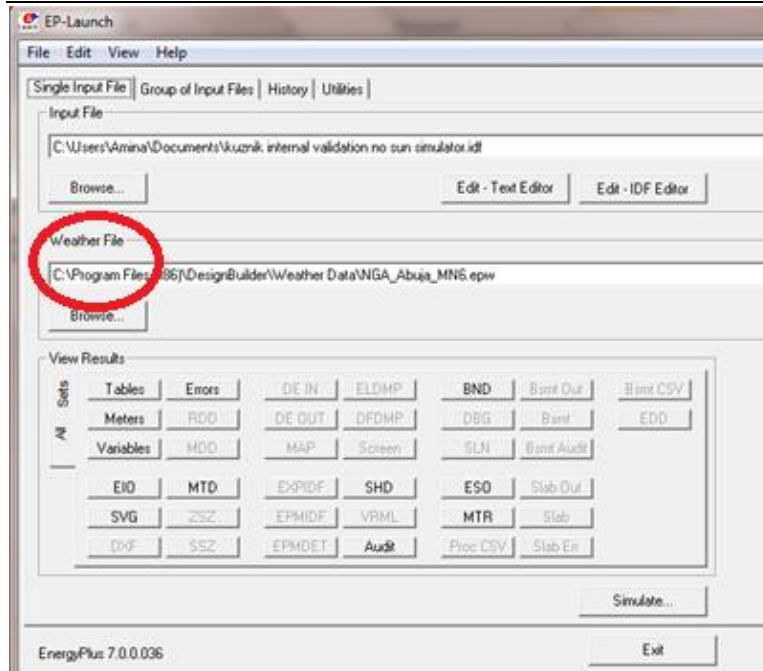 EP-Launch
File Edit View Help
Single Input File Group of Input Files History Utilities
Input File
C:\Users\Amina\Documents\kuznik internal validation no sun simulator.idf
Browse... Edit - Text Editor Edit - IDF Editor
Weather File
C:\Program Files 86)\DesignBuilder\Weather Data\NGA_Abuja_MN6.epw
Browse...
View Results
Sets
All
Tables Errors DE IN ELDMP BND Bsmt Out Bsmt CSV
Meters RDD DE OUT DFDMP DBG Bsmt EDD
Variables MDD MAP Screen SLN Bsmt Audit
EIO MTD EXPIDF SHD ESO Slab Out
SVG ZSZ EPMIDF VRML MTR Slab
DXF SSZ EPMDET Audit Proc CSV Slab Err
Simulate...
EnergyPlus 7.0.0.036 Exit